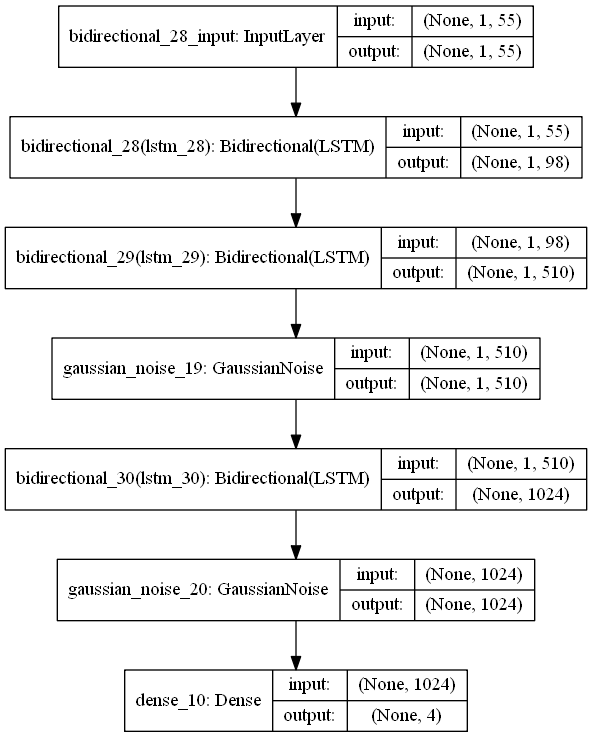 bidirectional_28_input: InputLayer
input: (None, 1, 55)
output: (None, 1, 55)
bidirectional_28(lstm_28): Bidirectional(LSTM)
input: (None, 1, 55)
output: (None, 1, 98)
bidirectional_29(lstm_29): Bidirectional(LSTM)
input: (None, 1, 98)
output: (None, 1, 510)
gaussian_noise_19: GaussianNoise
input: (None, 1, 510)
output: (None, 1, 510)
bidirectional_30(lstm_30): Bidirectional(LSTM)
input: (None, 1, 510)
output: (None, 1024)
gaussian_noise_20: GaussianNoise
input: (None, 1024)
output: (None, 1024)
dense_10: Dense
input: (None, 1024)
output: (None, 4)